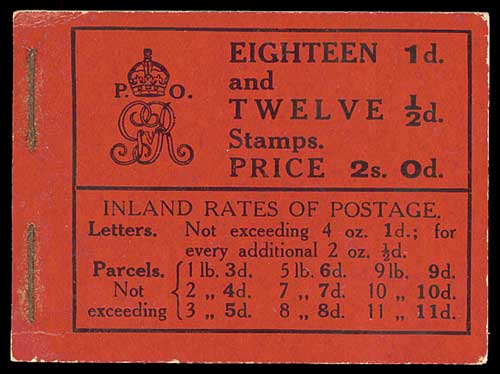 EIGHTEEN 1d.
and
P. O.
TWELVE ½d.
Stamps.
PRICE 2s. 0d.
INLAND RATES OF POSTAGE.
Letters. Not exceeding 4 oz. 1d.; for
every additional 2 oz. ½d.
Parcels. { 1 lb. 3d. 5 lb. 6d. 9 lb. 9d.
Not { 2 „ 4d. 7 „ 7d. 10 „ 10d.
exceeding { 3 „ 5d. 8 „ 8d. 11 „ 11d.